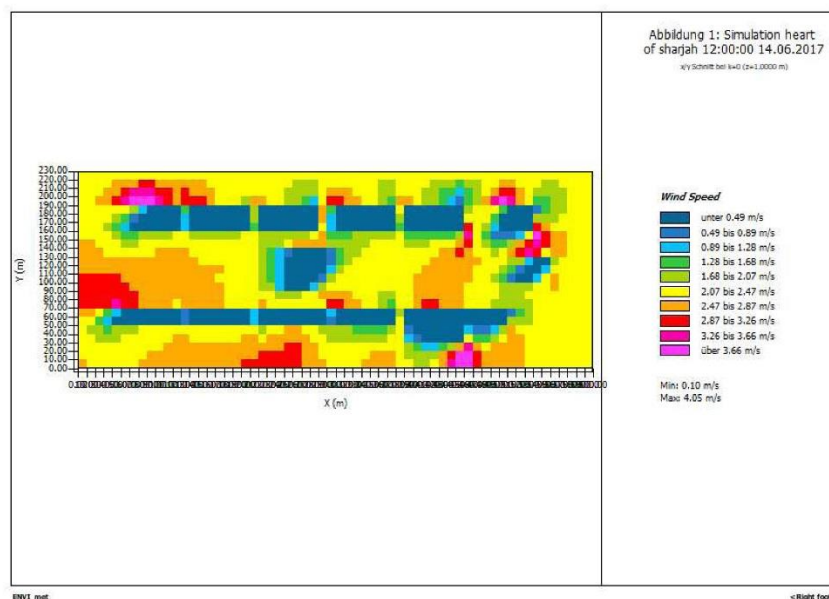 Abbildung 1: Simulation heart
of sharjah 12:00:00 14.06.2017
x/y Schnitt bei k=0 (z=1.0000 m)
230.00
220.00
210.00
200.00
190.00
180.00
170.00
160.00
150.00
140.00
130.00
120.00
110.00
100.00
90.00
80.00
70.00
60.00
50.00
40.00
30.00
20.00
10.00
0.00
Y (m)
X (m)
Wind Speed
unter 0.49 m/s
0.49 bis 0.89 m/s
0.89 bis 1.28 m/s
1.28 bis 1.68 m/s
1.68 bis 2.07 m/s
2.07 bis 2.47 m/s
2.47 bis 2.87 m/s
2.87 bis 3.26 m/s
3.26 bis 3.66 m/s
über 3.66 m/s
Min: 0.10 m/s
Max: 4.05 m/s
ENVI_met
<Right foo